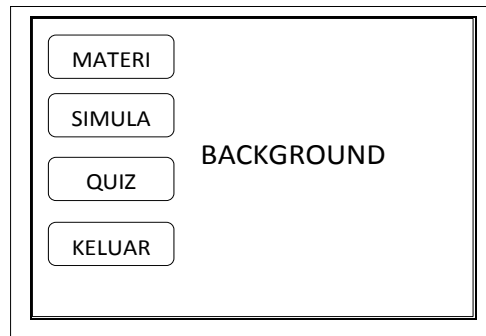 MATERI
SIMULA
BACKGROUND
QUIZ
KELUAR